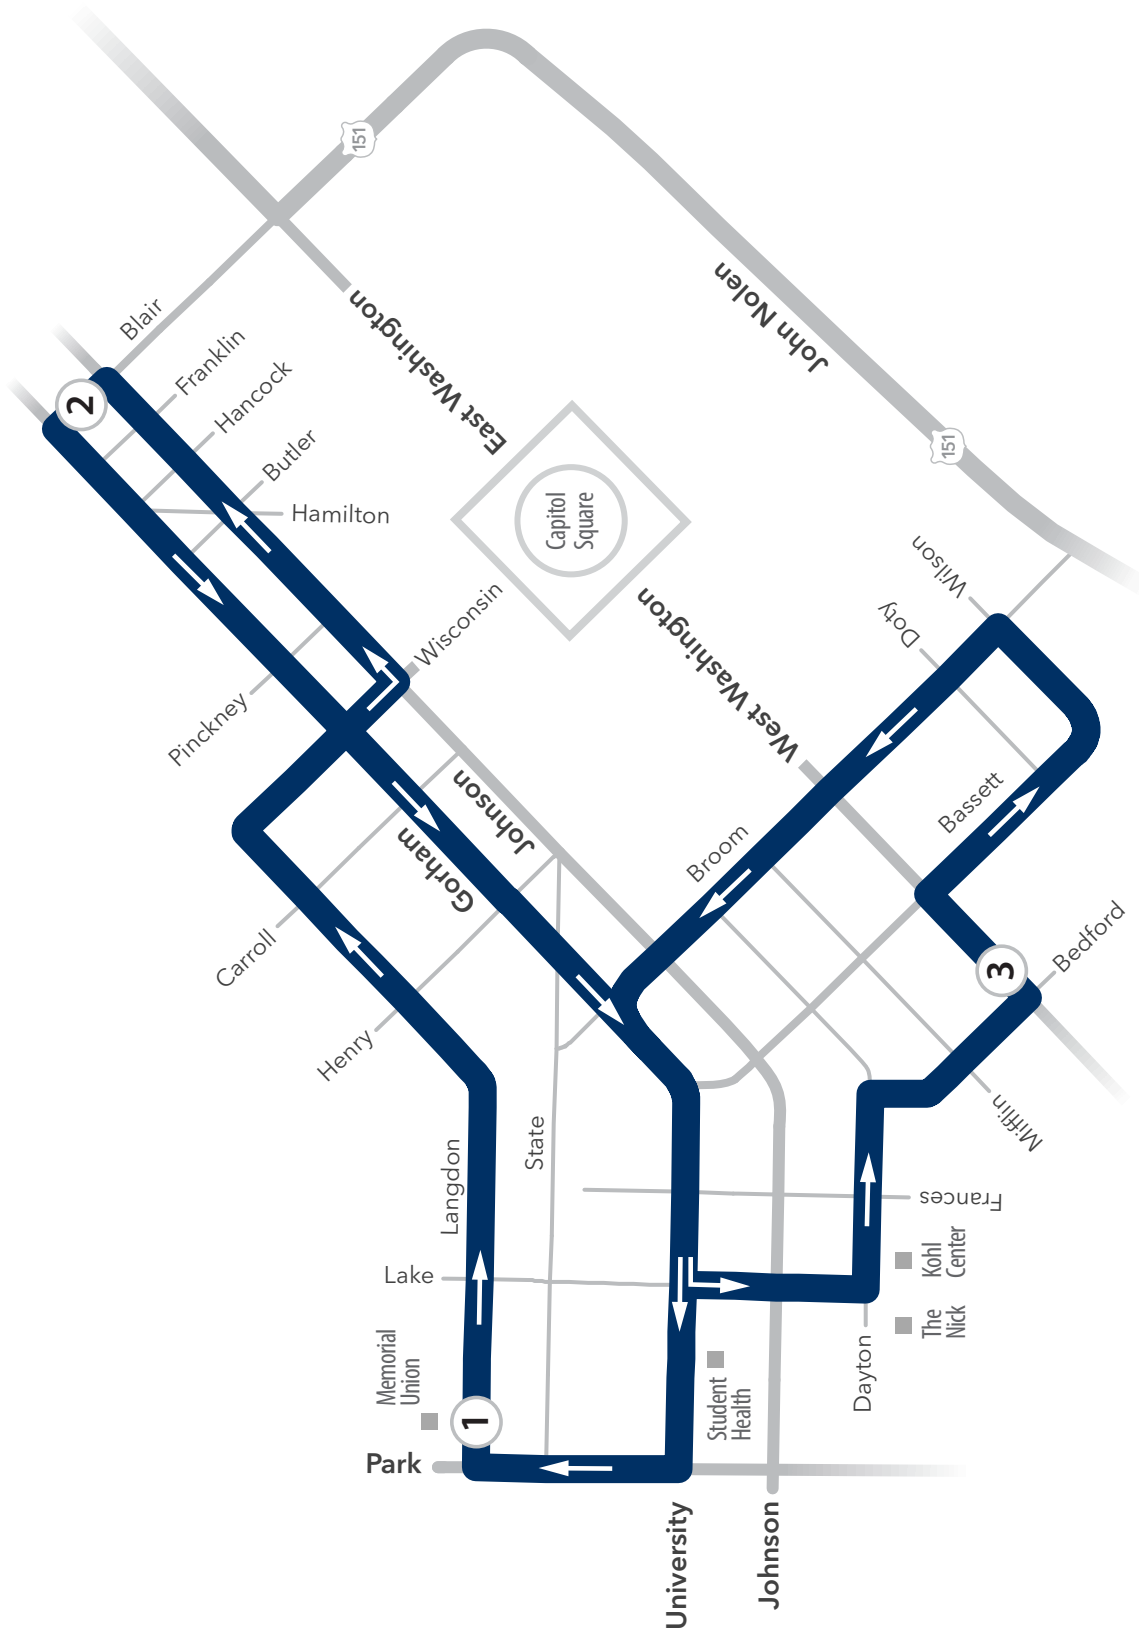 151
Blair
Franklin
Hancock
Butler
Hamilton
2
East Washington
John Nolen
151
Capitol
Square
Wisconsin
Pinckney
West Washington
Wilson
Doty
Johnson
Gorham
Carroll
Henry
Broom
Bassett
Bedford
3
Mifflin
State
Langdon
Lake
Frances
Kohl
Center
The
Nick
Dayton
Memorial
Union
1
Student
Health
Park
University
Johnson